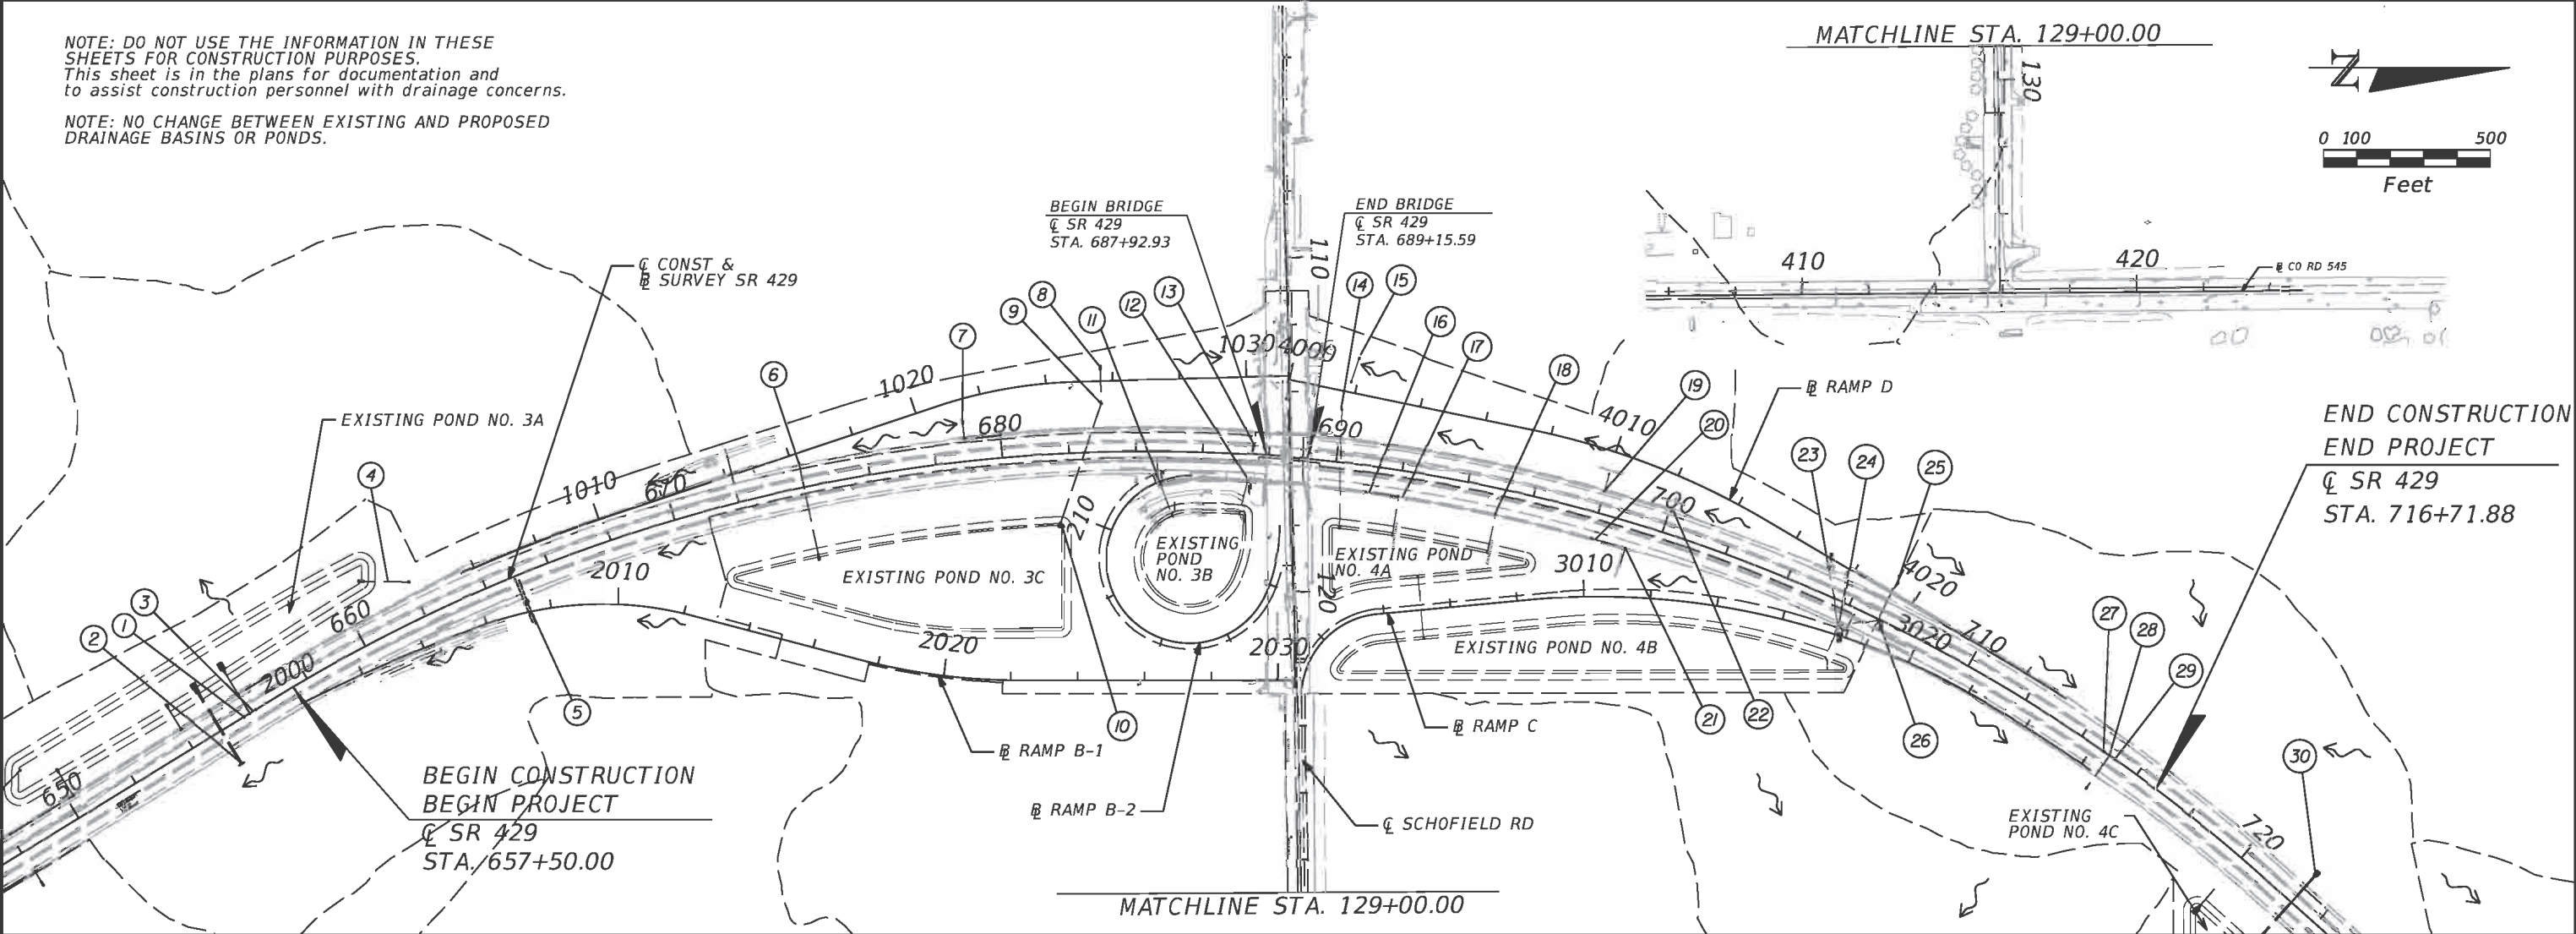 NOTE: DO NOT USE THE INFORMATION IN THESE
SHEETS FOR CONSTRUCTION PURPOSES.
This sheet is in the plans for documentation and
to assist construction personnel with drainage concerns.
NOTE: NO CHANGE BETWEEN EXISTING AND PROPOSED
DRAINAGE BASINS OR PONDS.
MATCHLINE STA. 129+00.00
130
N
0 100 500
Feet
410
420
℄ CO RD 545
BEGIN BRIDGE
℄ SR 429
STA. 687+92.93
END BRIDGE
℄ SR 429
STA. 689+15.59
110
℄ CONST &
BL SURVEY SR 429
8
9
11
12
13
14
15
16
17
18
19
20
7
6
1020
1030
4000
4010
BL RAMP D
EXISTING POND NO. 3A
4
1010
670
680
690
700
23
24
25
END CONSTRUCTION
END PROJECT
℄ SR 429
STA. 716+71.88
210
EXISTING
POND
NO. 3B
EXISTING POND NO. 3C
EXISTING POND
NO. 4A
120
3010
4020
2010
3
1
2
660
2000
650
2020
2030
EXISTING POND NO. 4B
3020
710
27
28
29
30
5
10
21
22
26
BL RAMP B-1
BL RAMP C
BL RAMP B-2
℄ SCHOFIELD RD
BEGIN CONSTRUCTION
BEGIN PROJECT
℄ SR 429
STA. 657+50.00
EXISTING
POND NO. 4C
720
MATCHLINE STA. 129+00.00